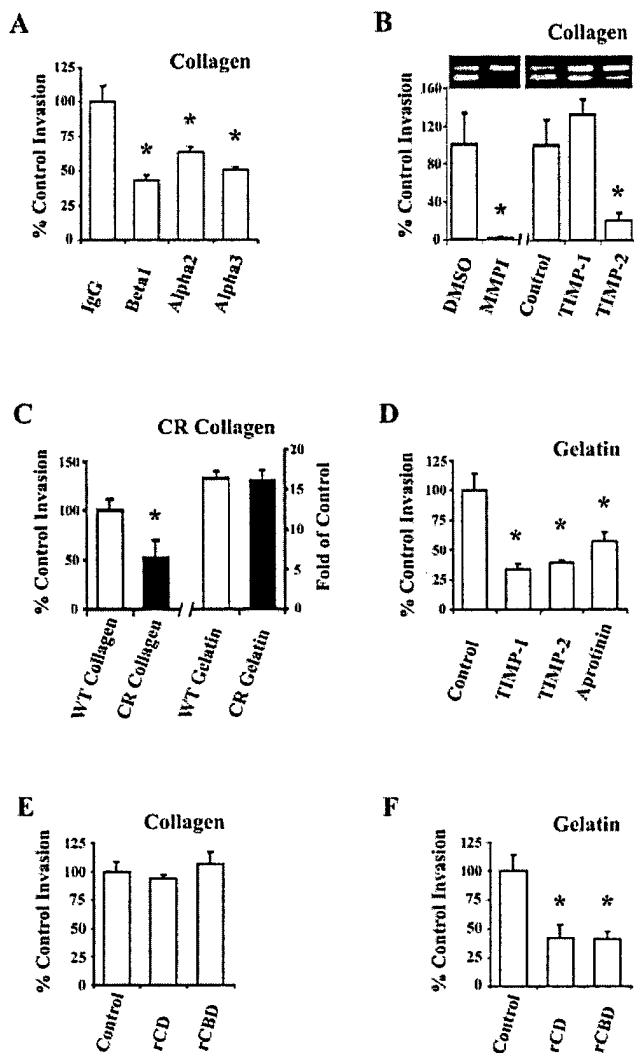 A
Collagen
% Control Invasion
125
100
75
50
25
0
*
*
*
IgG
Beta1
Alpha2
Alpha3
B
Collagen
% Control Invasion
160
120
80
40
0
*
*
DMSO
MMPI
Control
TIMP-1
TIMP-2
C
CR Collagen
% Control Invasion
150
100
50
0
*
20
15
10
5
0
Fold of Control
WT Collagen
CR Collagen
WT Gelatin
CR Gelatin
D
Gelatin
% Control Invasion
125
100
75
50
25
0
*
*
*
Control
TIMP-1
TIMP-2
Aprotinin
E
Collagen
% Control Invasion
125
100
75
50
25
0
Control
rCD
rCBD
F
Gelatin
% Control Invasion
125
100
75
50
25
0
*
*
Control
rCD
rCBD